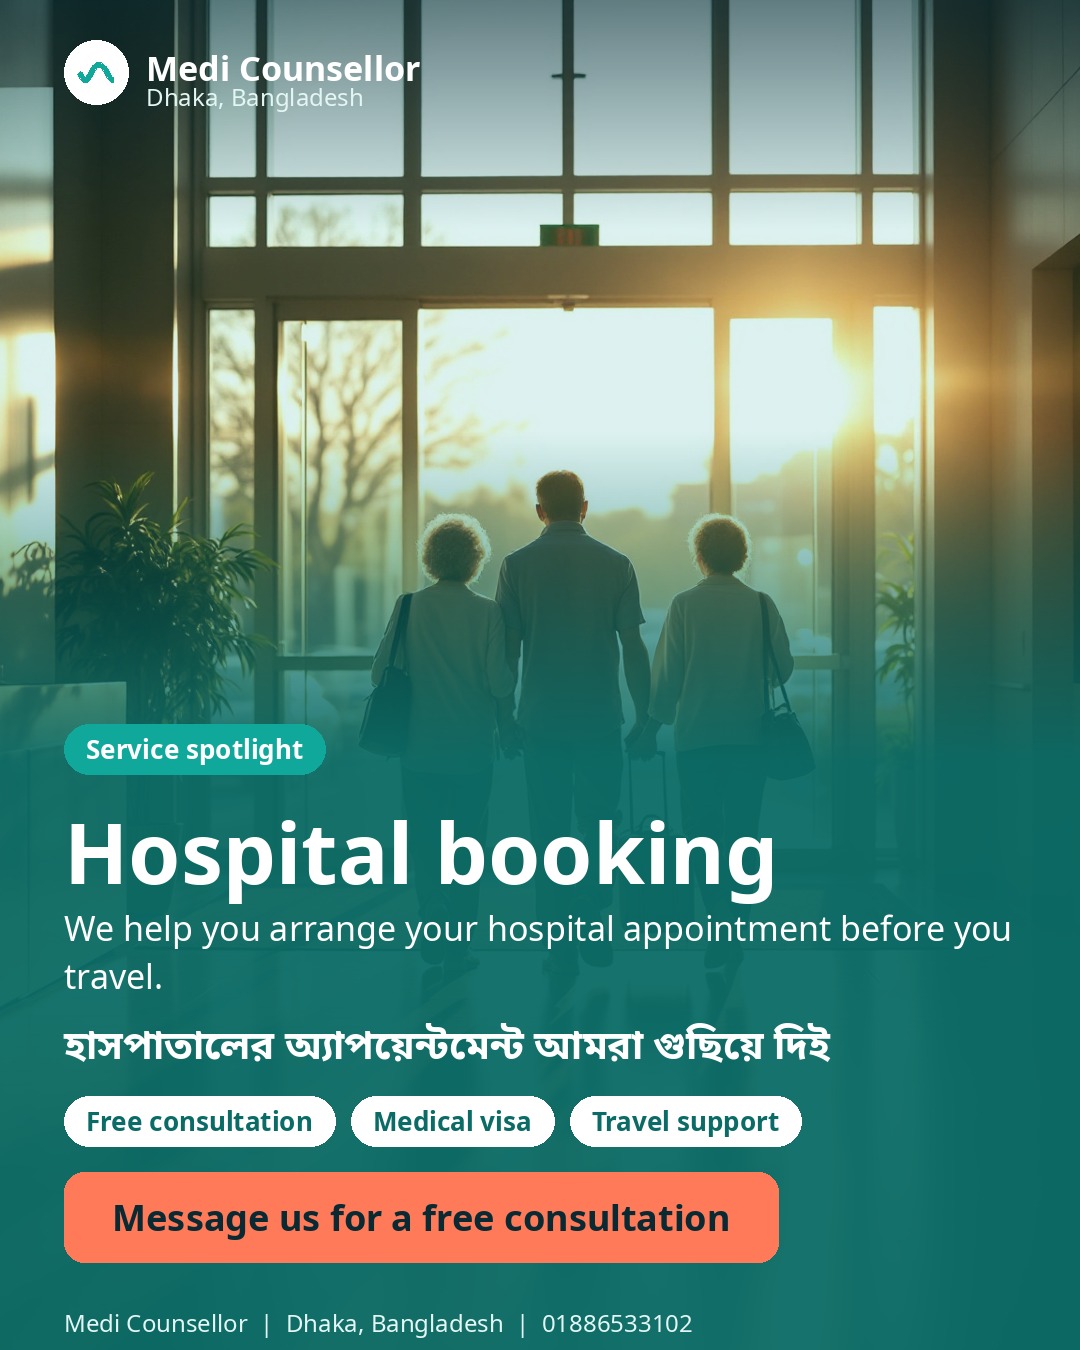 Medi Counsellor
Dhaka, Bangladesh
Service spotlight
Hospital booking
We help you arrange your hospital appointment before you
travel.
হাসপাতালের অ্যাপয়েন্টমেন্ট আমরা গুছিয়ে দিই
Free consultation
Medical visa
Travel support
Message us for a free consultation
Medi Counsellor | Dhaka, Bangladesh | 01886533102